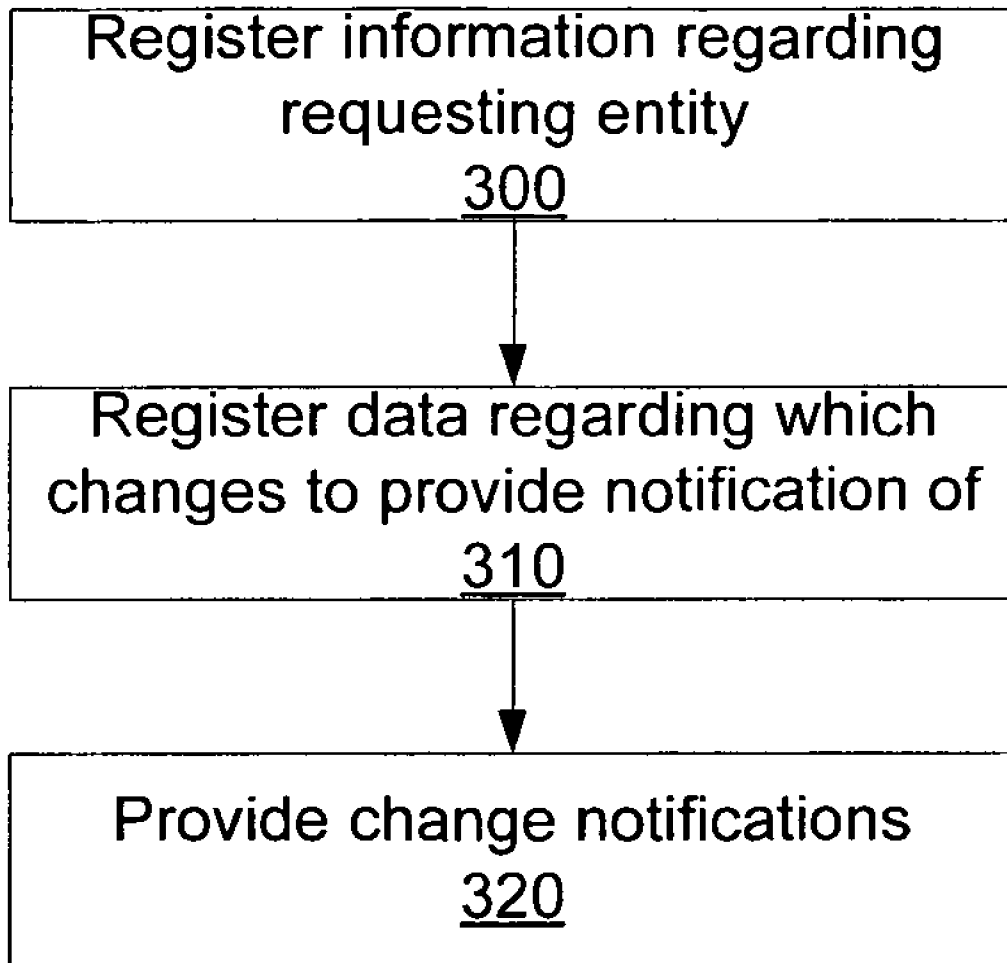 Register information regarding
requesting entity
300
Register data regarding which
changes to provide notification of
310
Provide change notifications
320